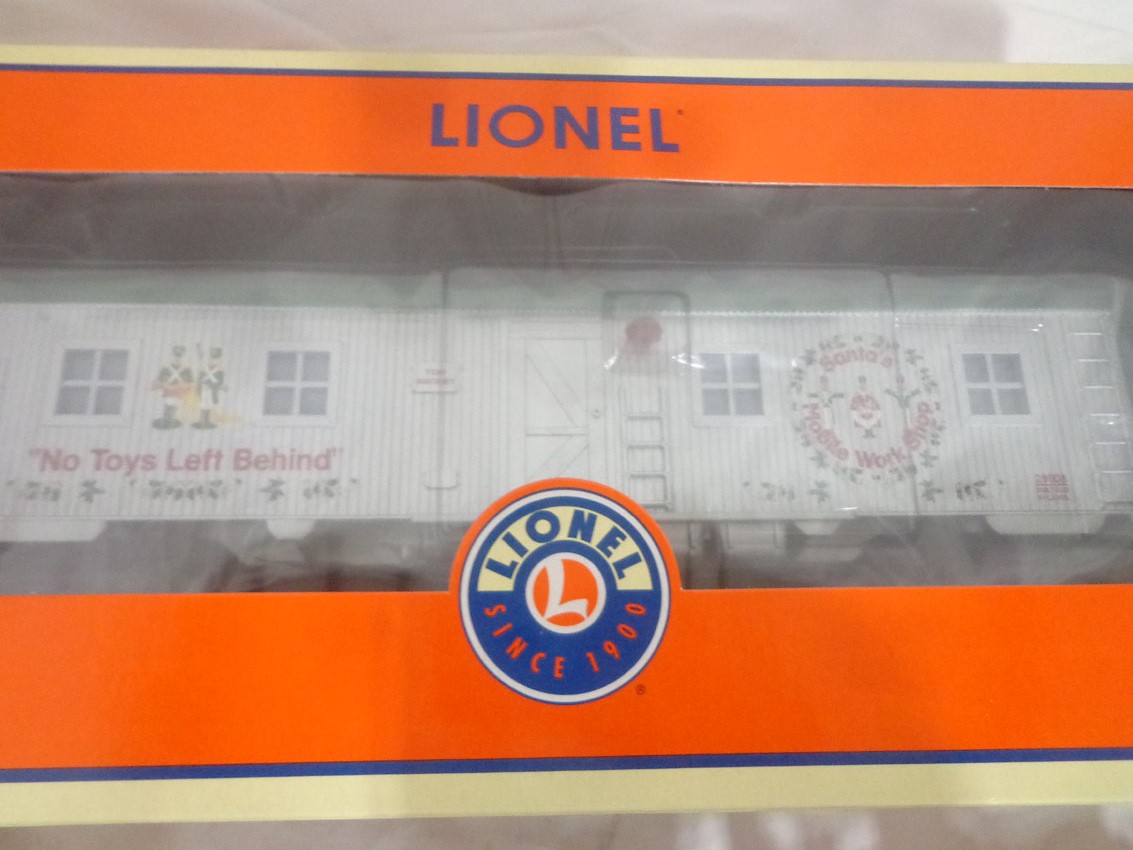 LIONEL
Santa's
Mobile Work Shop
"No Toys Left Behind"
LIONEL
L
SINCE 1900
®